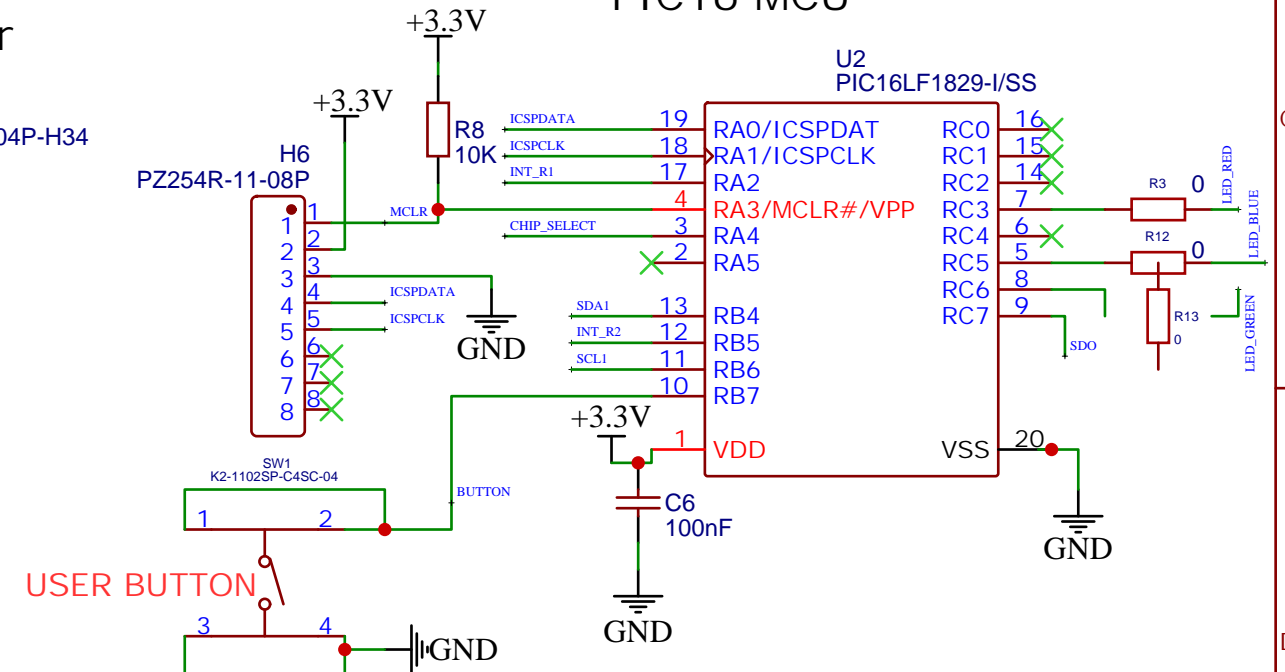 PIC16 MCU
r
04P-H34
+3.3V
+3.3V
R8
10K
H6
PZ254R-11-08P
1
2
3
4
5
6
7
8
1
2
3
4
5
6
7
8
MCLR
ICSPDATA
ICSPCLK
GND
U2
PIC16LF1829-I/SS
ICSPDATA
19
RA0/ICSPDAT
ICSPCLK
18
RA1/ICSPCLK
INT_R1
17
RA2
4
RA3/MCLR#/VPP
CHIP_SELECT
3
RA4
2
RA5
SDA1
13
RB4
INT_R2
12
RB5
SCL1
11
RB6
10
RB7
1
VDD
RC0
16
RC1
15
RC2
14
RC3
7
RC4
6
RC5
5
RC6
8
RC7
9
VSS
20
R3
0
LED_RED
R12
0
LED_BLUE
R13
0
LED_GREEN
SDO
GND
+3.3V
C6
100nF
GND
SW1
K2-1102SP-C4SC-04
1
2
BUTTON
USER BUTTON
3
4
GND